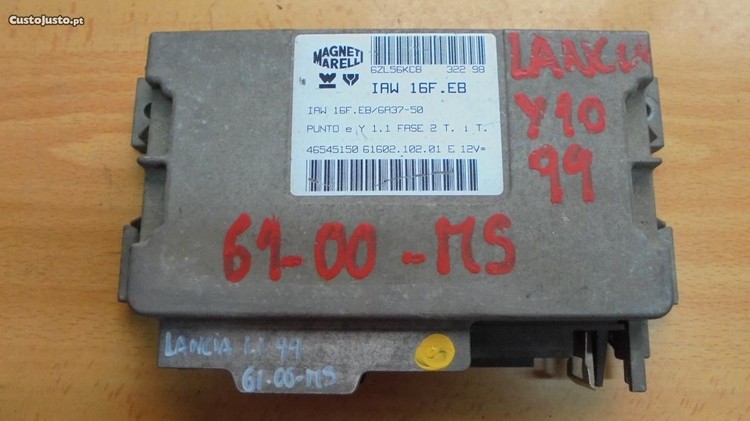 CustoJusto.pt
MAGNETI
MARELLI
6ZL56KCB 322 98
IAW 16F.EB
IAW 16F.EB/6A37-50
PUNTO e Y 1.1 FASE 2 T. i T.
46545150 61602.102.01 E 12V=
LANCIA
Y10
99
61-00-MS
LANCIA 1.1 99
61-00-MS